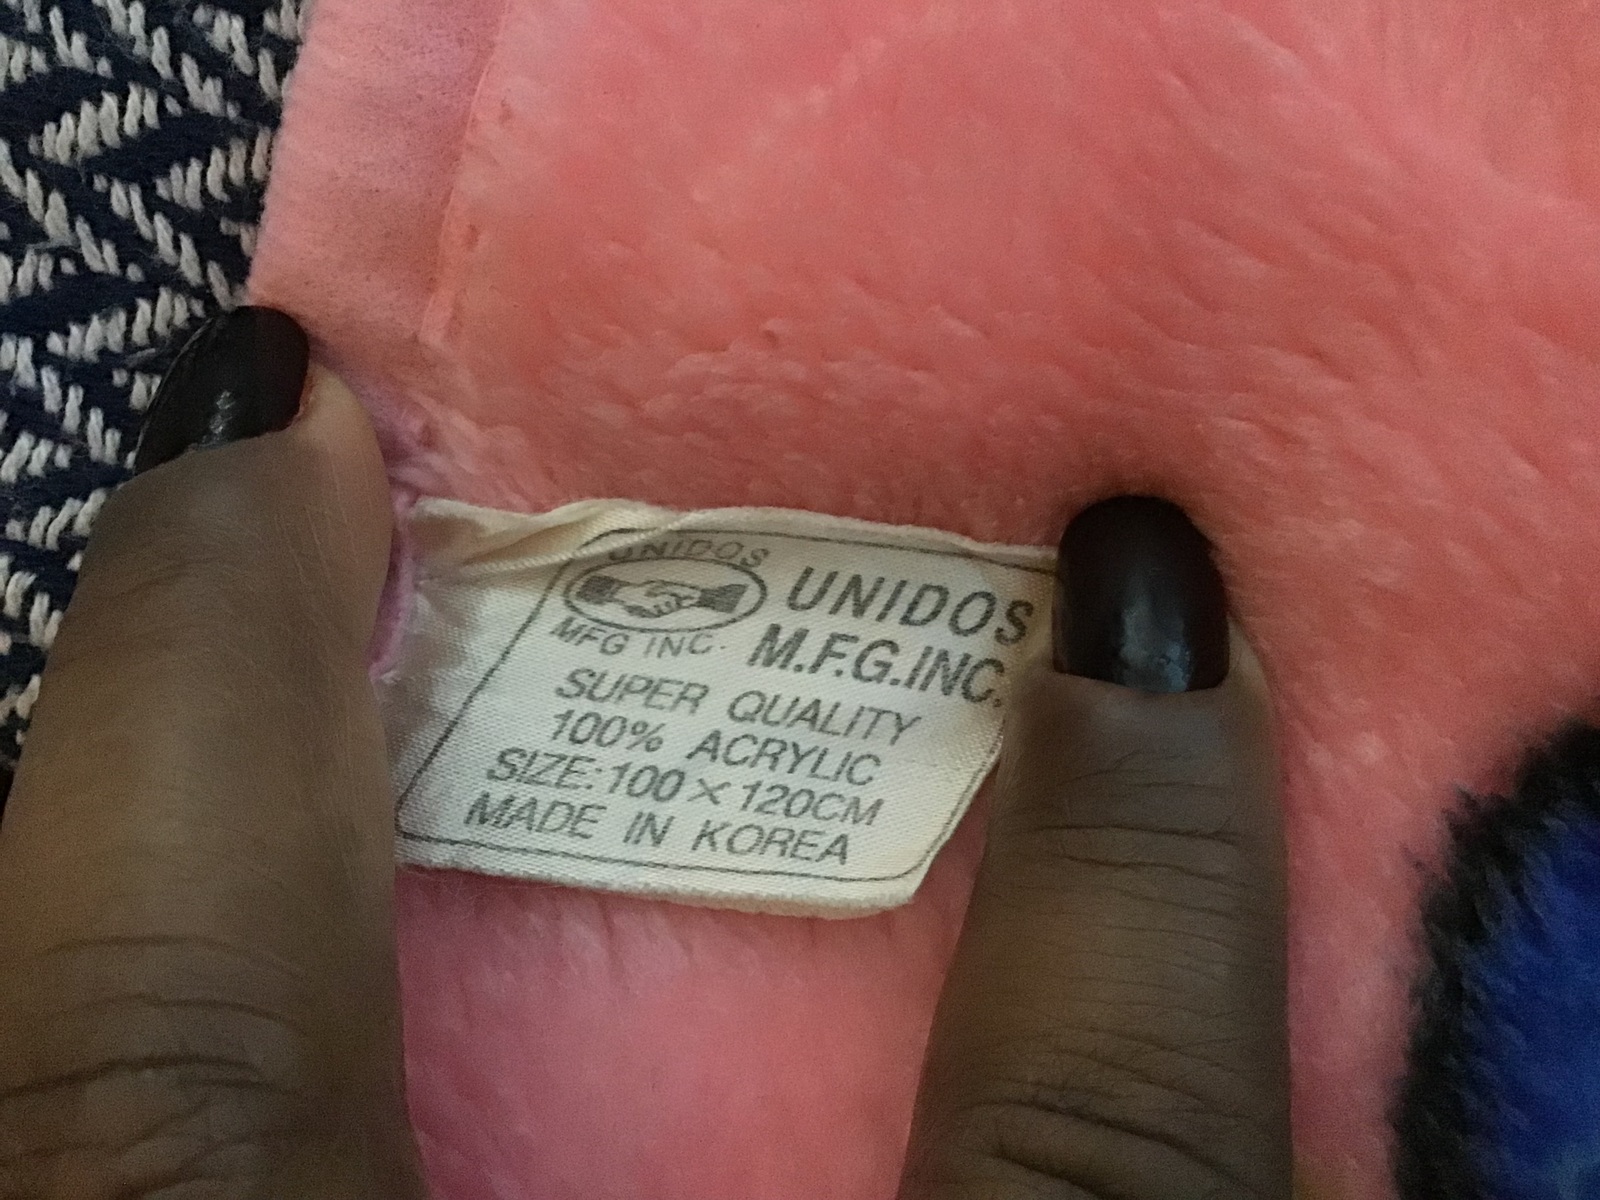 UNIDOS
MFG INC.
UNIDOS
M.F.G.INC.
SUPER QUALITY
100% ACRYLIC
SIZE:100×120CM
MADE IN KOREA